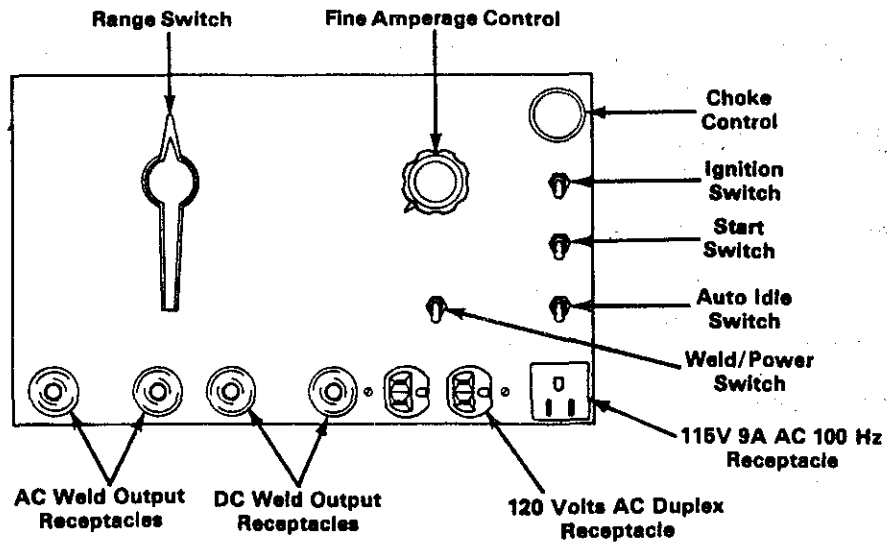 Range Switch
Fine Amperage Control
Choke
Control
Ignition
Switch
Start
Switch
Auto Idle
Switch
Weld/Power
Switch
115V 9A AC 100 Hz
Receptacle
AC Weld Output
Receptacles
DC Weld Output
Receptacles
120 Volts AC Duplex
Receptacle